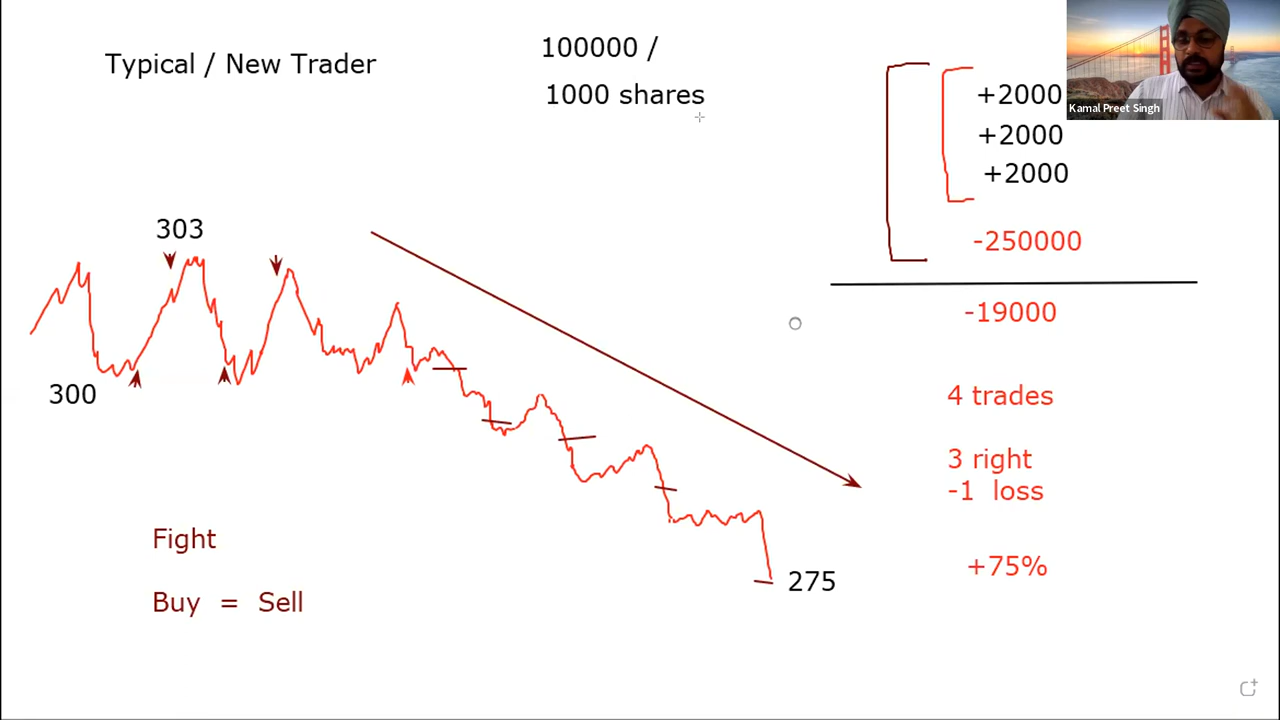 Typical / New Trader
100000 /
1000 shares
+2000
+2000
+2000
-250000
-19000
Kamal Preet Singh
303
300
275
4 trades
3 right
-1 loss
+75%
Fight
Buy = Sell